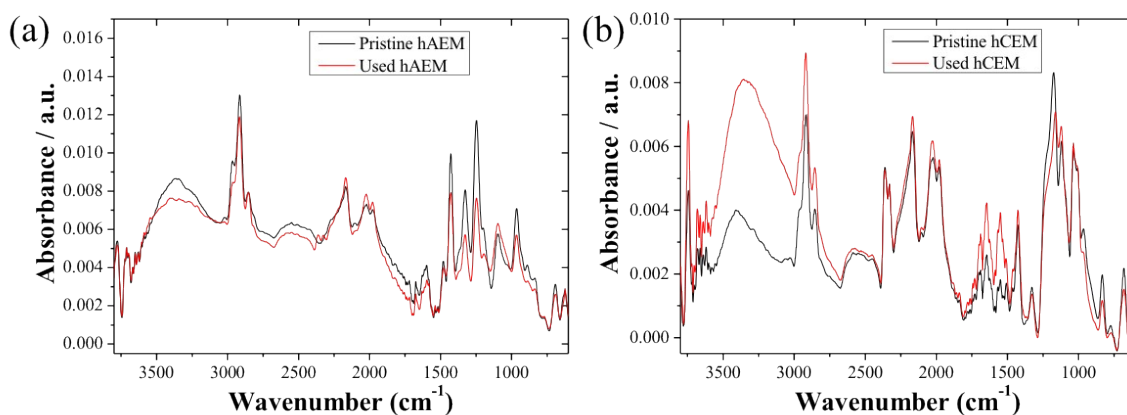 (a)
Absorbance / a.u.
0.016
0.014
0.012
0.010
0.008
0.006
0.004
0.002
0.000
Pristine hAEM
Used hAEM
3500 3000 2500 2000 1500 1000
Wavenumber (cm-1)
(b)
Absorbance / a.u.
0.010
0.008
0.006
0.004
0.002
0.000
Pristine hCEM
Used hCEM
3500 3000 2500 2000 1500 1000
Wavenumber (cm-1)